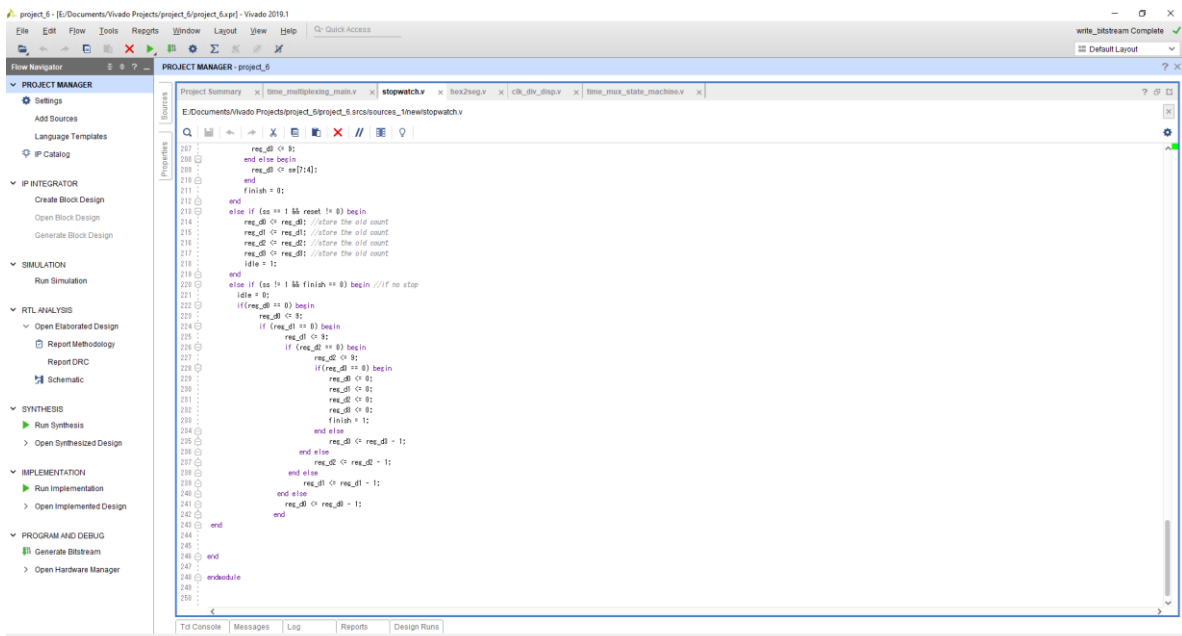 project_6 - [E:/Documents/Vivado Projects/project_6/project_6.xpr] - Vivado 2019.1
File Edit Flow Tools Reports Window Layout View Help Quick Access
write_bitstream Complete
Default Layout
Flow Navigator
PROJECT MANAGER - project_6
PROJECT MANAGER
Settings
Add Sources
Language Templates
IP Catalog
IP INTEGRATOR
Create Block Design
Open Block Design
Generate Block Design
SIMULATION
Run Simulation
RTL ANALYSIS
Open Elaborated Design
Report Methodology
Report DRC
Schematic
SYNTHESIS
Run Synthesis
Open Synthesized Design
IMPLEMENTATION
Run Implementation
Open Implemented Design
PROGRAM AND DEBUG
Generate Bitstream
Open Hardware Manager
Sources
Properties
Project Summary time_multiplexing_main.v stopwatch.v hex2seg.v clk_div_disp.v time_mux_state_machine.v
E:/Documents/Vivado Projects/project_6/project_6.srcs/sources_1/new/stopwatch.v
207 reg_d3 <= 9;
208 end else begin
209 reg_d3 <= sw[7:4];
210 end
211 finish = 0;
212 end
213 else if (ss == 1 && reset != 0) begin
214 reg_d0 <= reg_d0; //store the old count
215 reg_d1 <= reg_d1; //store the old count
216 reg_d2 <= reg_d2; //store the old count
217 reg_d3 <= reg_d3; //store the old count
218 idle = 1;
219 end
220 else if (ss != 1 && finish == 0) begin //if no stop
221 idle = 0;
222 if(reg_d0 == 0) begin
223 reg_d0 <= 9;
224 if (reg_d1 == 0) begin
225 reg_d1 <= 9;
226 if (reg_d2 == 0) begin
227 reg_d2 <= 9;
228 if(reg_d3 == 0) begin
229 reg_d0 <= 0;
230 reg_d1 <= 0;
231 reg_d2 <= 0;
232 reg_d3 <= 0;
233 finish = 1;
234 end else
235 reg_d3 <= reg_d3 - 1;
236 end else
237 reg_d2 <= reg_d2 - 1;
238 end else
239 reg_d1 <= reg_d1 - 1;
240 end else
241 reg_d0 <= reg_d0 - 1;
242 end
243 end
244
245
246 end
247
248 endmodule
249
250
Tcl Console Messages Log Reports Design Runs